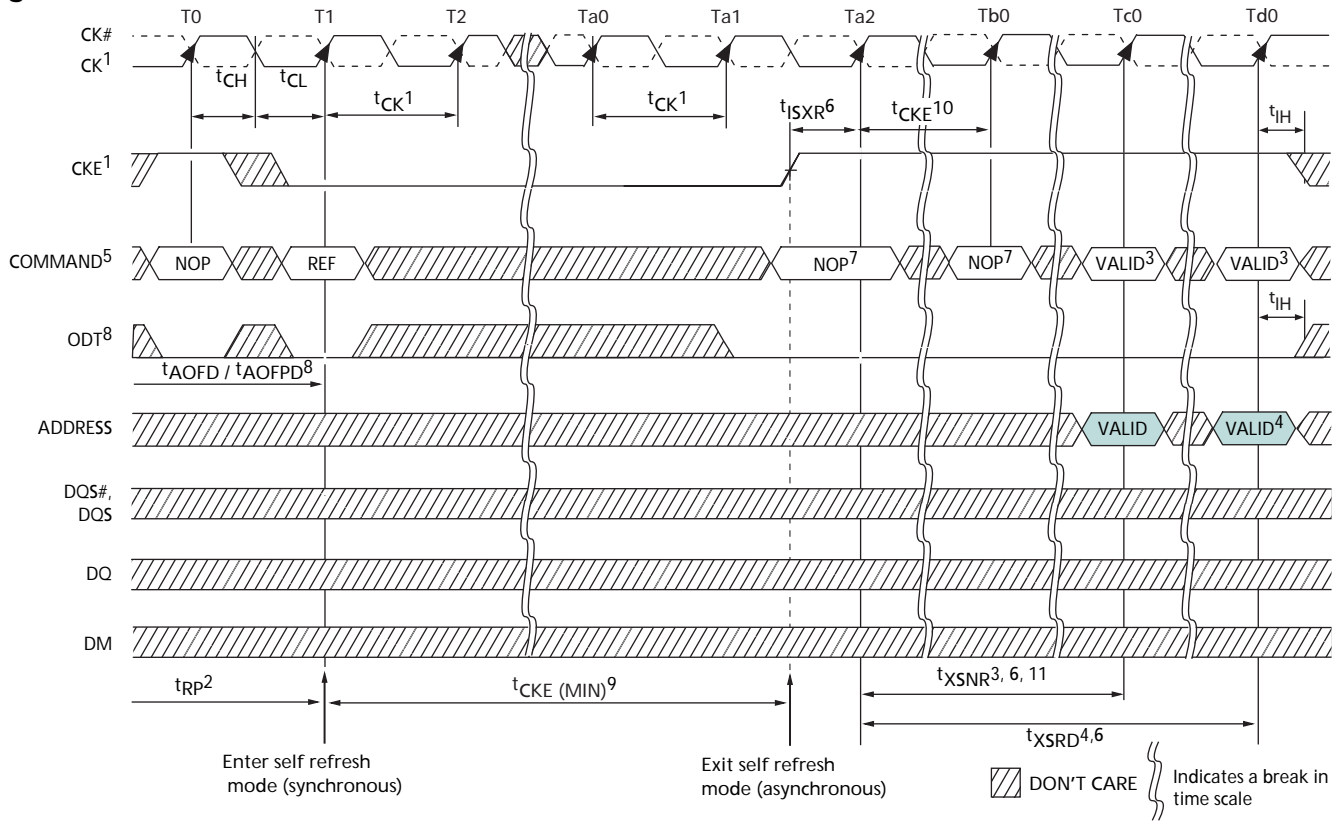 T0 T1 T2 Ta0 Ta1 Ta2 Tb0 Tc0 Td0
CK#
CK¹
tCH tCL tCK¹ tCK¹ tISXR⁶ tCKE¹⁰ tIH
CKE¹
COMMAND⁵ NOP REF NOP⁷ NOP⁷ VALID³ VALID³
tIH
ODT⁸
tAOFD / tAOFPD⁸
ADDRESS VALID VALID⁴
DQS#,
DQS
DQ
DM
tRP² tCKE (MIN)⁹ tXSNR³, ⁶, ¹¹
tXSRD⁴,⁶
Enter self refresh
mode (synchronous)
Exit self refresh
mode (asynchronous)
DON'T CARE
Indicates a break in
time scale